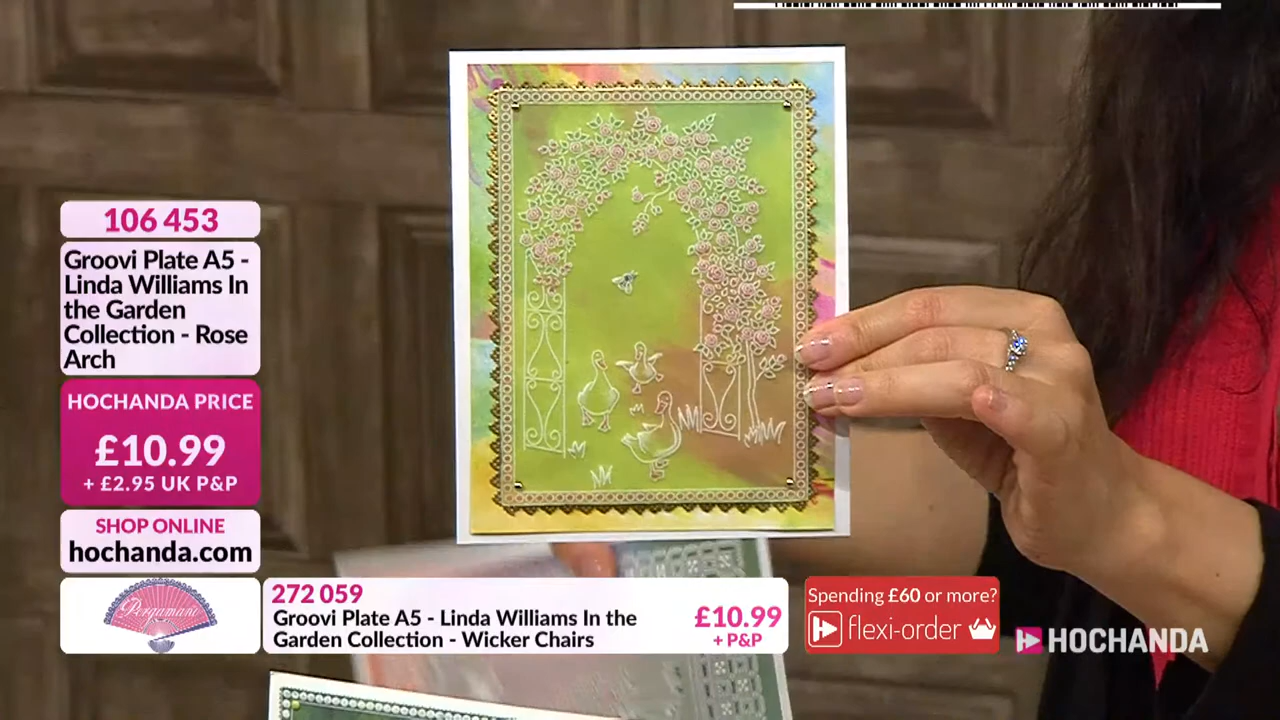 106 453
Groovi Plate A5 -
Linda Williams In
the Garden
Collection - Rose
Arch
HOCHANDA PRICE
£10.99
+ £2.95 UK P&P
SHOP ONLINE
hochanda.com
Pergamano
272 059
Groovi Plate A5 - Linda Williams In the
Garden Collection - Wicker Chairs
£10.99
+ P&P
Spending £60 or more?
flexi-order
HOCHANDA